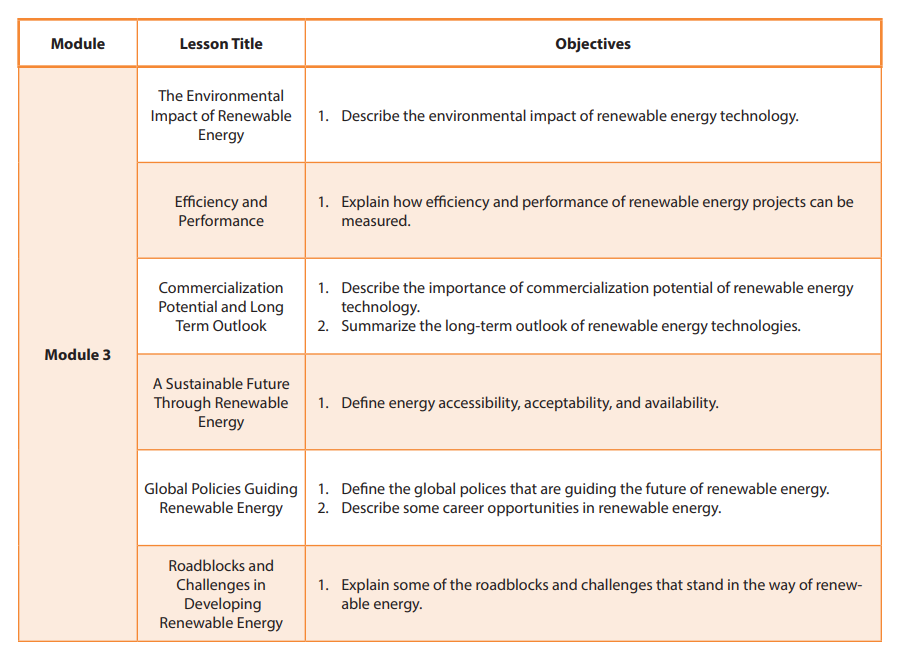 Module
Lesson Title
Objectives
Module 3
The Environmental
Impact of Renewable
Energy
1. Describe the environmental impact of renewable energy technology.
Efficiency and
Performance
1. Explain how efficiency and performance of renewable energy projects can be
measured.
Commercialization
Potential and Long
Term Outlook
1. Describe the importance of commercialization potential of renewable energy
technology.
2. Summarize the long-term outlook of renewable energy technologies.
A Sustainable Future
Through Renewable
Energy
1. Define energy accessibility, acceptability, and availability.
Global Policies Guiding
Renewable Energy
1. Define the global polices that are guiding the future of renewable energy.
2. Describe some career opportunities in renewable energy.
Roadblocks and
Challenges in
Developing
Renewable Energy
1. Explain some of the roadblocks and challenges that stand in the way of renew-
able energy.